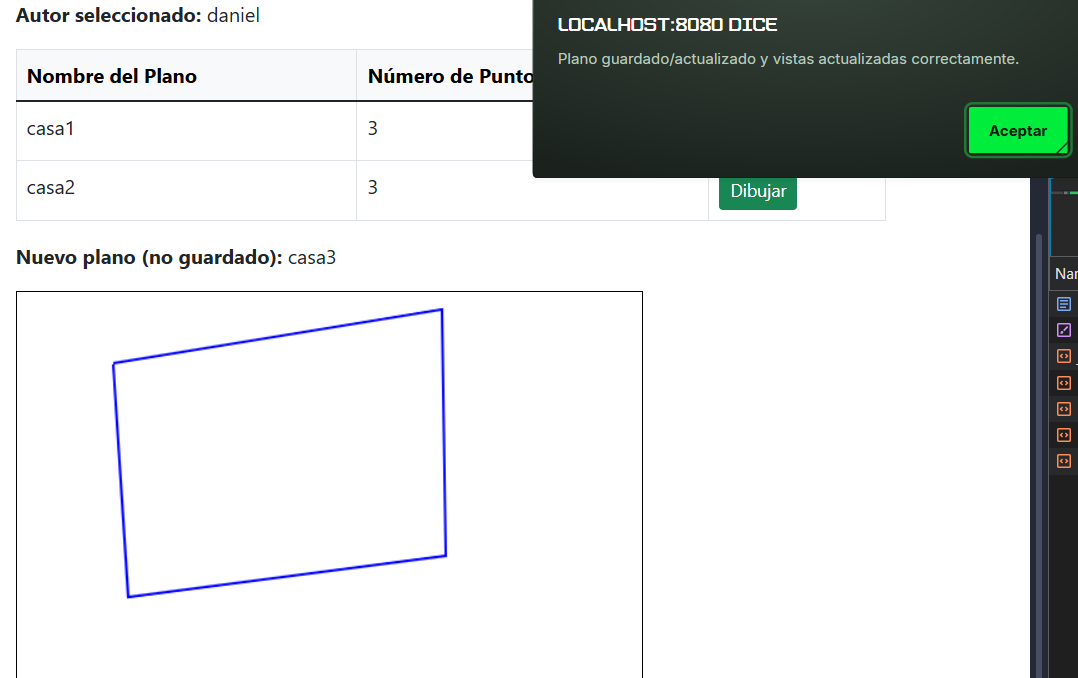 Autor seleccionado: daniel
LOCALHOST:8080 DICE
Plano guardado/actualizado y vistas actualizadas correctamente.
Aceptar
Nombre del Plano Número de Punto
casa1 3
casa2 3 Dibujar
Nuevo plano (no guardado): casa3